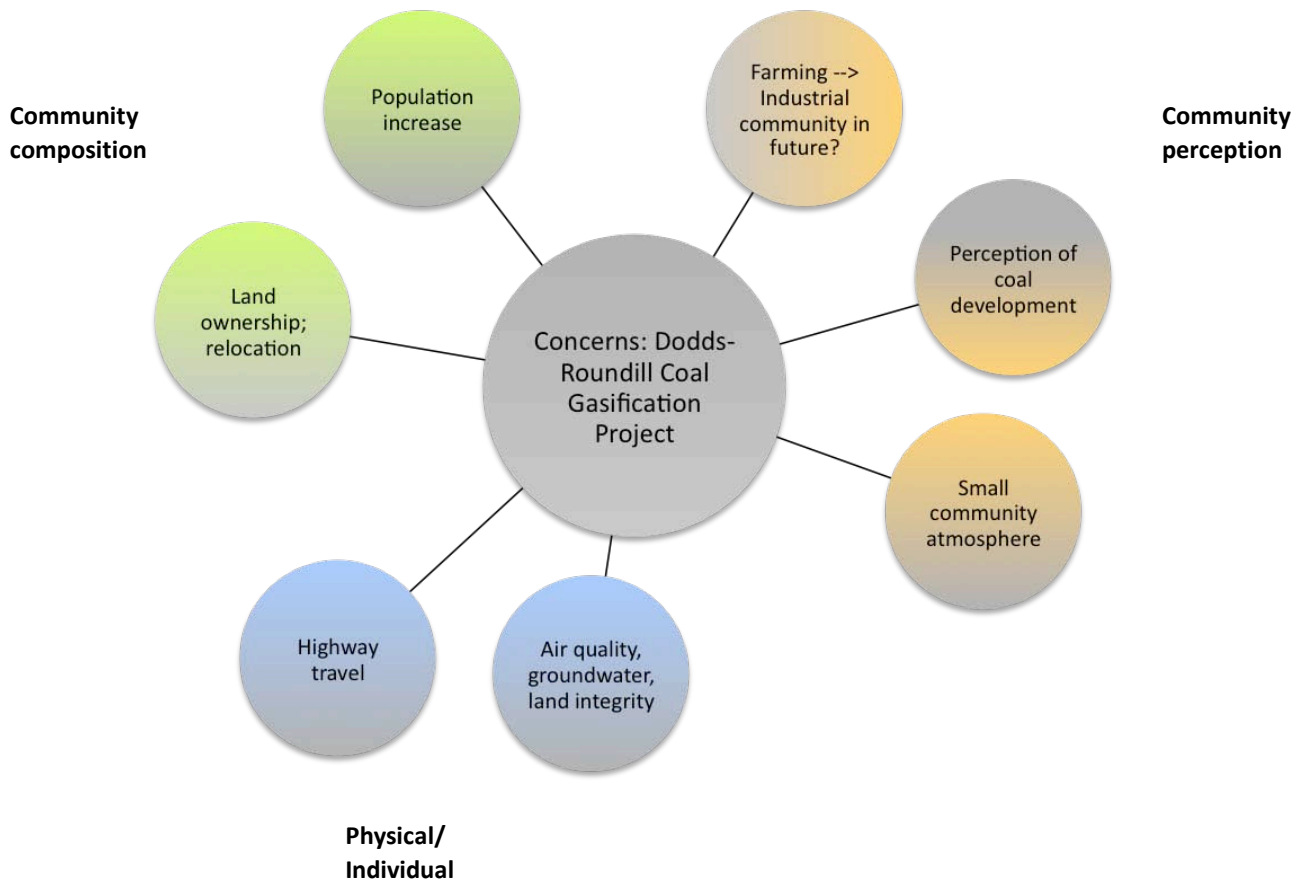 Community
composition
Population
increase
Farming -->
Industrial
community in
future?
Community
perception
Land
ownership;
relocation
Concerns: Dodds-
Roundill Coal
Gasification
Project
Perception of
coal
development
Small
community
atmosphere
Highway
travel
Air quality,
groundwater,
land integrity
Physical/
Individual